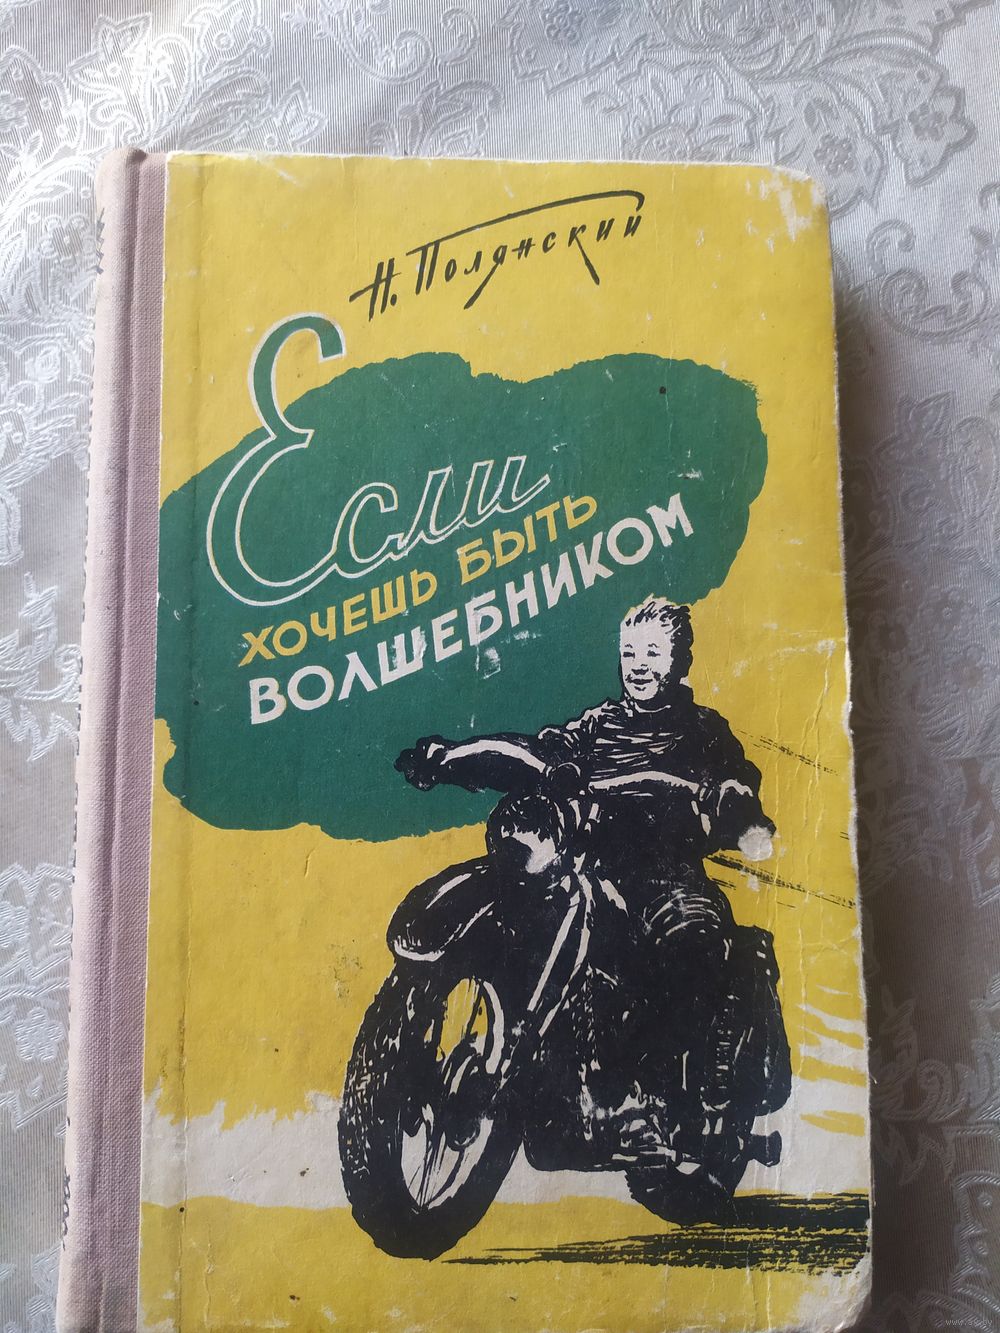 Н. Полянский
Если
ХОЧЕШЬ БЫТЬ
ВОЛШЕБНИКОМ